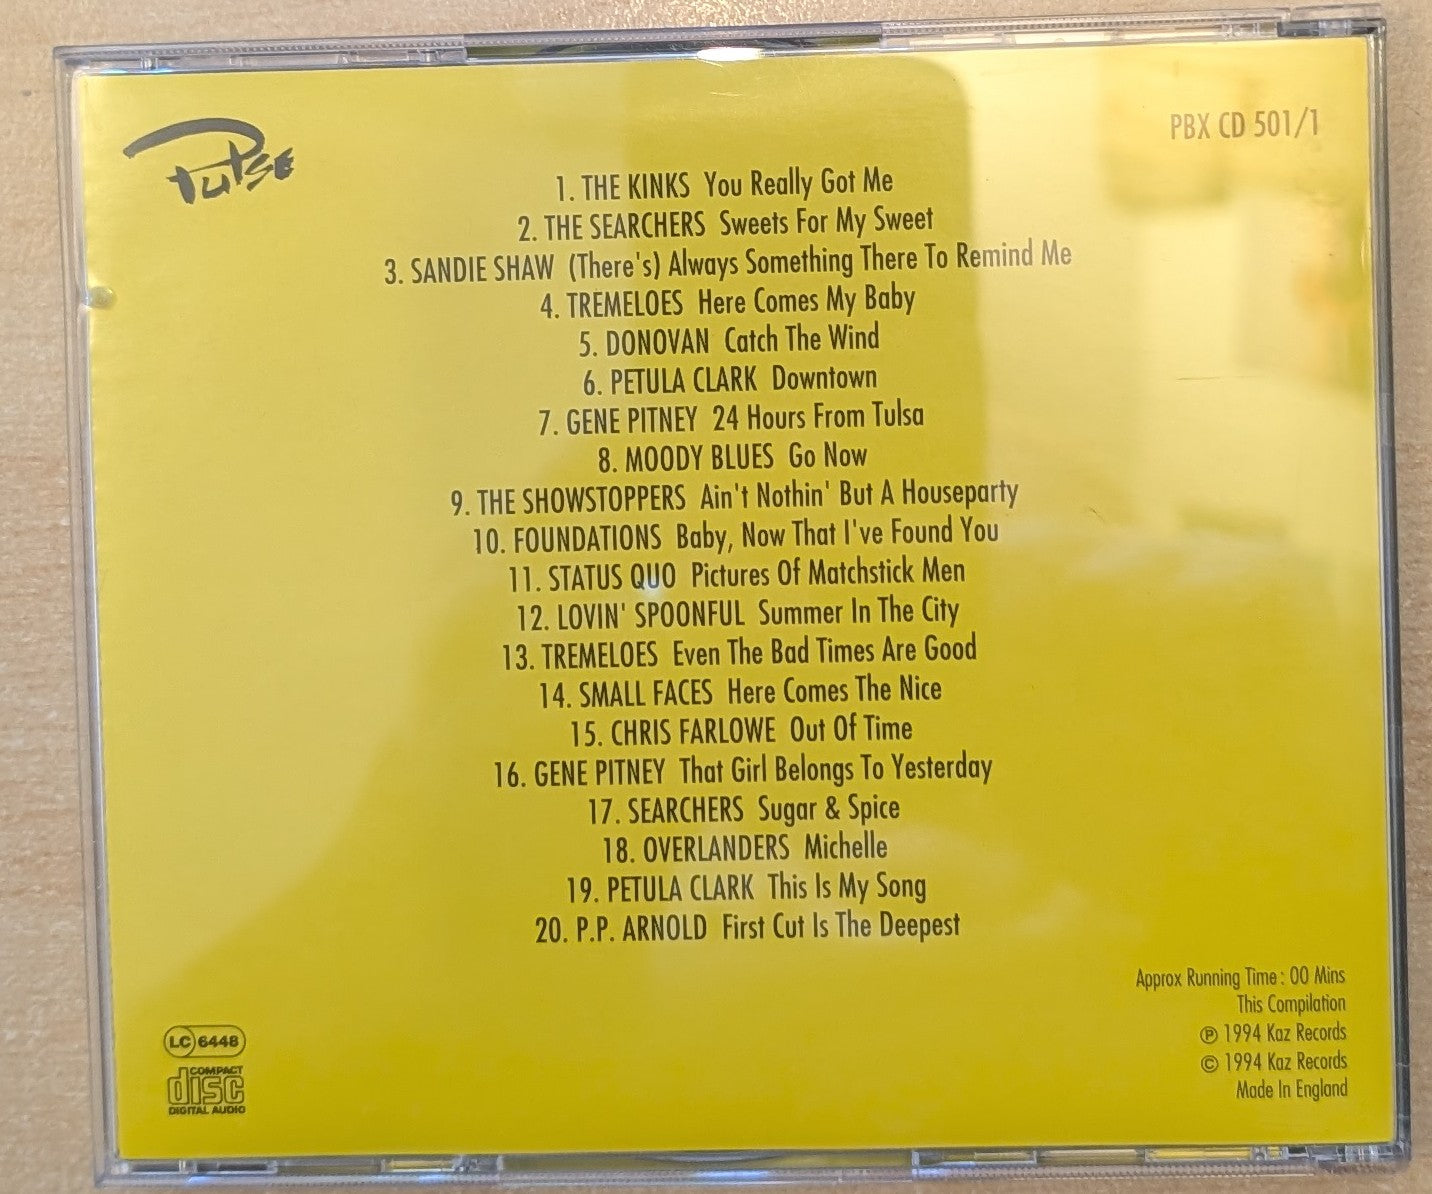 Pulse
PBX CD 501/1
1. THE KINKS You Really Got Me
2. THE SEARCHERS Sweets For My Sweet
3. SANDIE SHAW (There's) Always Something There To Remind Me
4. TREMELOES Here Comes My Baby
5. DONOVAN Catch The Wind
6. PETULA CLARK Downtown
7. GENE PITNEY 24 Hours From Tulsa
8. MOODY BLUES Go Now
9. THE SHOWSTOPPERS Ain't Nothin' But A Houseparty
10. FOUNDATIONS Baby, Now That I've Found You
11. STATUS QUO Pictures Of Matchstick Men
12. LOVIN' SPOONFUL Summer In The City
13. TREMELOES Even The Bad Times Are Good
14. SMALL FACES Here Comes The Nice
15. CHRIS FARLOWE Out Of Time
16. GENE PITNEY That Girl Belongs To Yesterday
17. SEARCHERS Sugar & Spice
18. OVERLANDERS Michelle
19. PETULA CLARK This Is My Song
20. P.P. ARNOLD First Cut Is The Deepest
Approx Running Time : 00 Mins
This Compilation
℗ 1994 Kaz Records
© 1994 Kaz Records
Made In England
LC 6448
COMPACT
disc
DIGITAL AUDIO